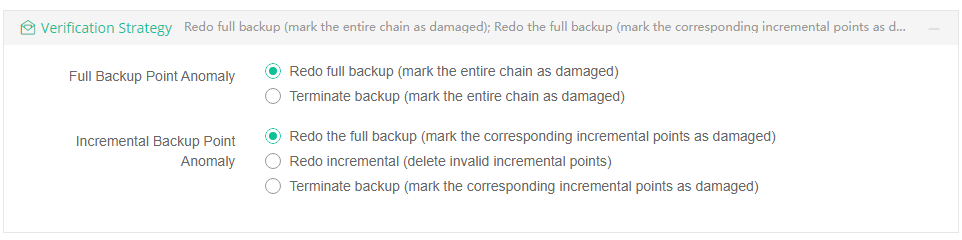 Verification Strategy Redo full backup (mark the entire chain as damaged); Redo the full backup (mark the corresponding incremental points as d...
Full Backup Point Anomaly
Redo full backup (mark the entire chain as damaged)
Terminate backup (mark the entire chain as damaged)
Incremental Backup Point
Anomaly
Redo the full backup (mark the corresponding incremental points as damaged)
Redo incremental (delete invalid incremental points)
Terminate backup (mark the corresponding incremental points as damaged)